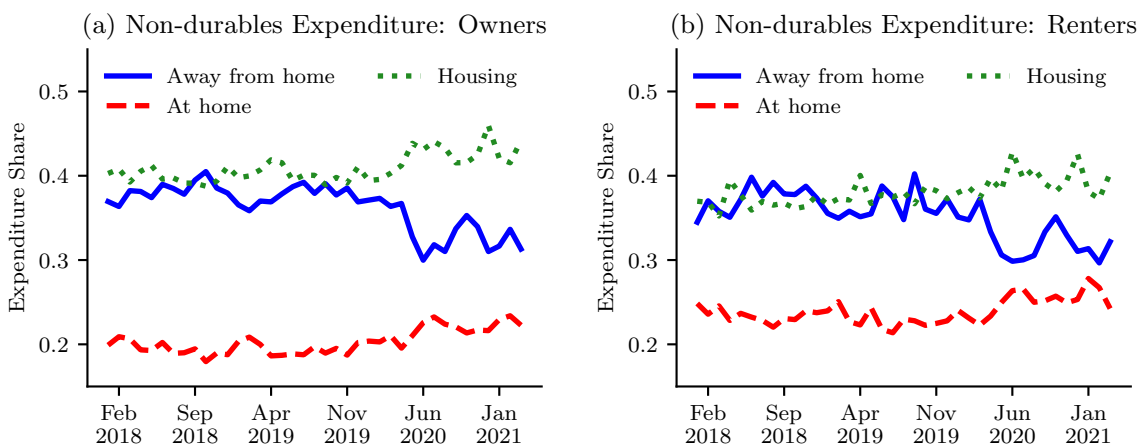 (a) Non-durables Expenditure: Owners
Away from home
Housing
At home
Expenditure Share
0.5
0.4
0.3
0.2
Feb
2018
Sep
2018
Apr
2019
Nov
2019
Jun
2020
Jan
2021
(b) Non-durables Expenditure: Renters
Away from home
Housing
At home
Expenditure Share
0.5
0.4
0.3
0.2
Feb
2018
Sep
2018
Apr
2019
Nov
2019
Jun
2020
Jan
2021